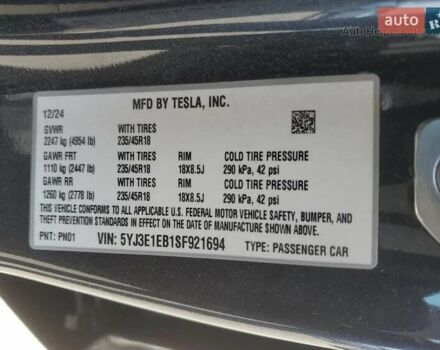 auto
AutoHelper
MFD BY TESLA, INC.
12/24
GVWR WITH TIRES
2247 kg (4954 lb) 235/45R18
GAWR FRT WITH TIRES RIM COLD TIRE PRESSURE
1110 kg (2447 lb) 235/45R18 18X8.5J 290 kPa, 42 psi
GAWR RR WITH TIRES RIM COLD TIRE PRESSURE
1260 kg (2778 lb) 235/45R18 18X8.5J 290 kPa, 42 psi
THIS VEHICLE CONFORMS TO ALL U.S. FEDERAL MOTOR VEHICLE SAFETY, BUMPER, AND
THEFT PREVENTION STANDARDS IN EFFECT ON THE DATE OF MANUFACTURE SHOWN ABOVE.
PNT: PN01 VIN: 5YJ3E1EB1SF921694 TYPE: PASSENGER CAR